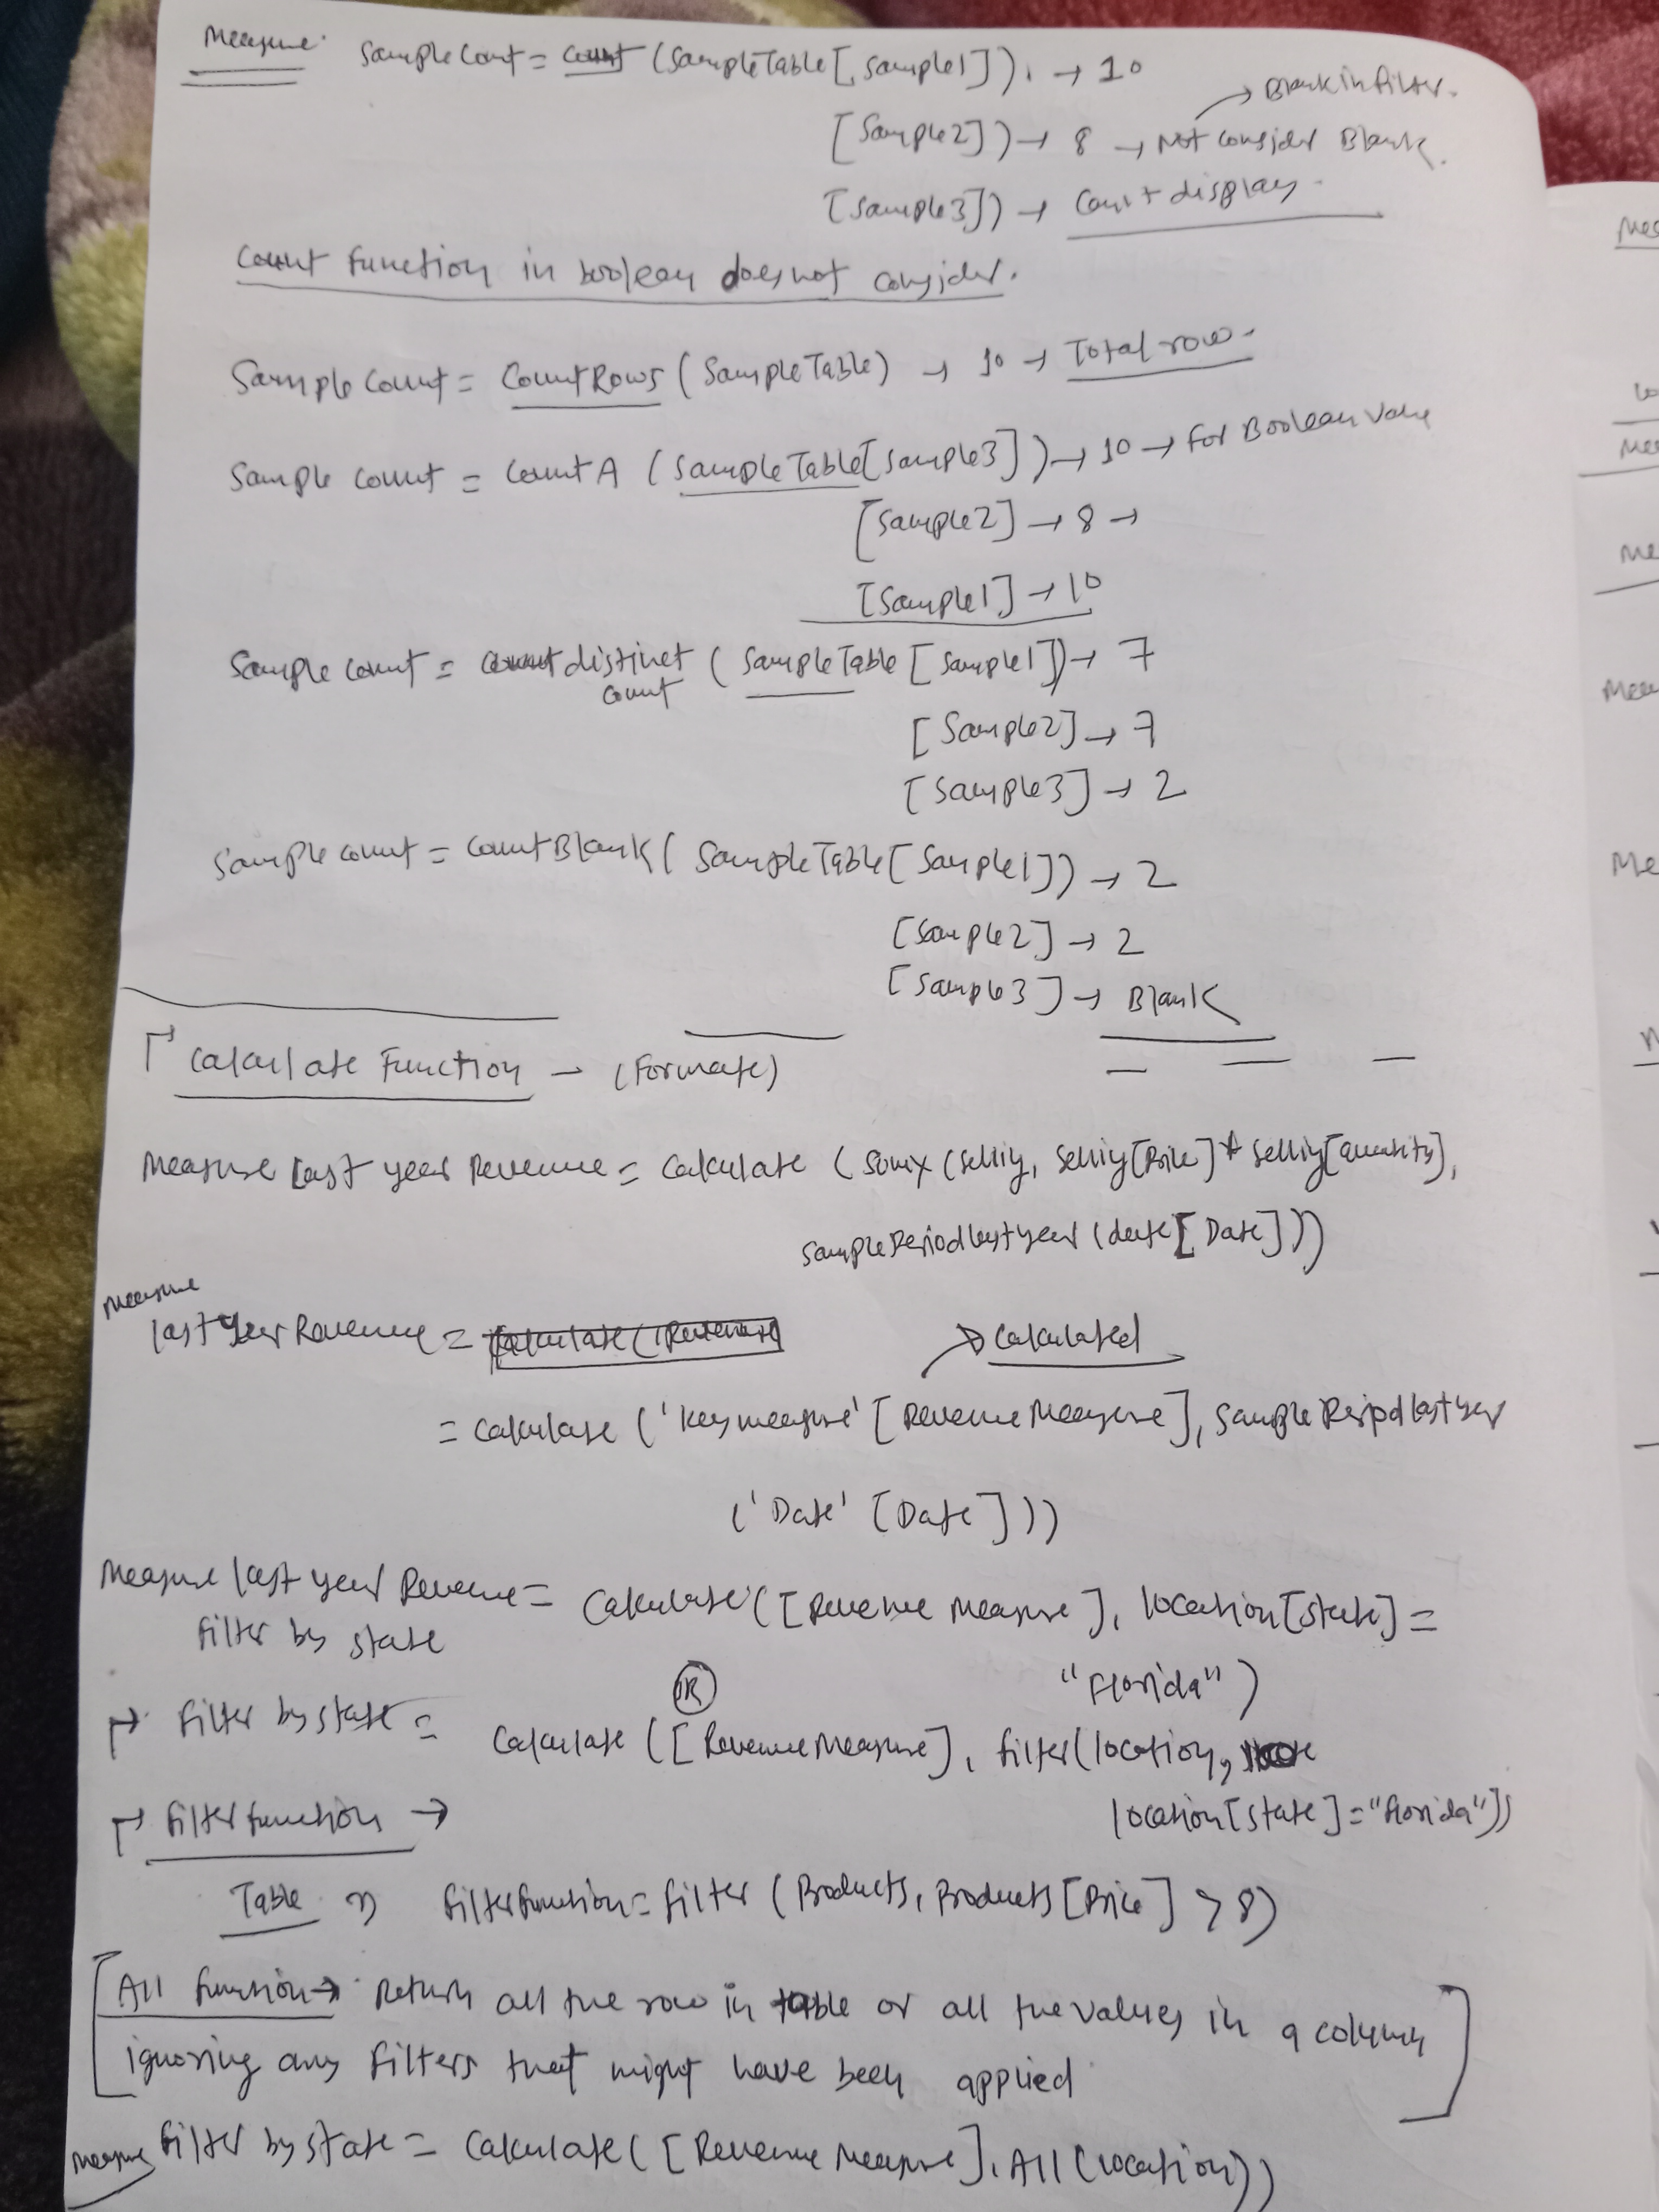 Measure: Sample Count = Count (SampleTable[Sample1]). → 10
→ Blank in filter.
[Sample2]) → 8 → Not consider Blank.
[Sample3]) → Can't display.
Count function in boolean does not consider.
Sample Count = CountRows (SampleTable) → 10 → Total row.
Sample Count = Count A (SampleTable[Sample3]) → 10 → For Boolean Value
[Sample2] → 8 →
[Sample1] → 10
Sample Count = distinct (SampleTable [Sample1]) → 7
count
[Sample2] → 7
[Sample3] → 2
Sample Count = CountBlank( SampleTable[Sample1]) → 2
[Sample2] → 2
[Sample3] → Blank
Calculate Function – (Formate)
Measure Last year Revenue = Calculate (Sumx (Selling, Selling[Price] * Selling[Quantity),
SamplePeriodlastyear (date[Date]))
Measure
last year Revenue =
→ Calculated
= Calculate ('Key measure' [Revenue Measure], Sample Period last year
('Date' [Date]))
Measure last year Revenue = Calculate ([Revenue Measure], location[state] =
filter by state
"Florida")
OR
→ filter by state = Calculate ([Revenue Measure], filter(location,
location[state] = "Florida"))
→ filter function →
Table ⇒ filterfunction = filter (Products, Products [Price] > 8)
[All function → Return all the row in table or all the values in a column
ignoring any filters that might have been applied]
Measure filter by state = Calculate ([Revenue Measure], All (location))
Me